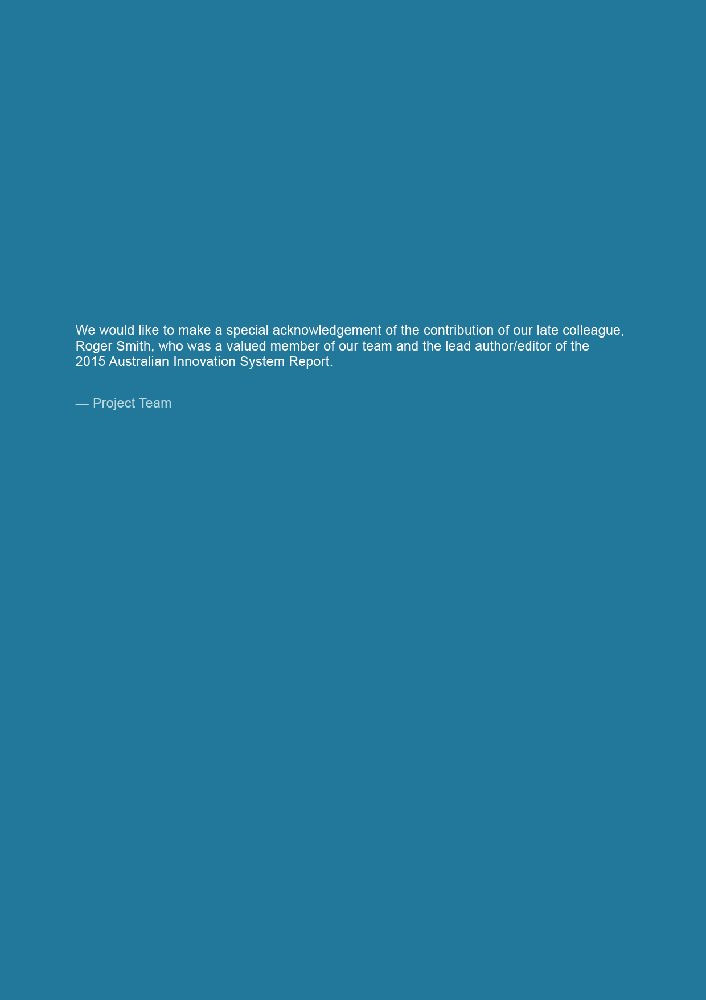 We would like to make a special acknowledgement of the contribution of our late colleague,
Roger Smith, who was a valued member of our team and the lead author/editor of the
2015 Australian Innovation System Report.
— Project Team